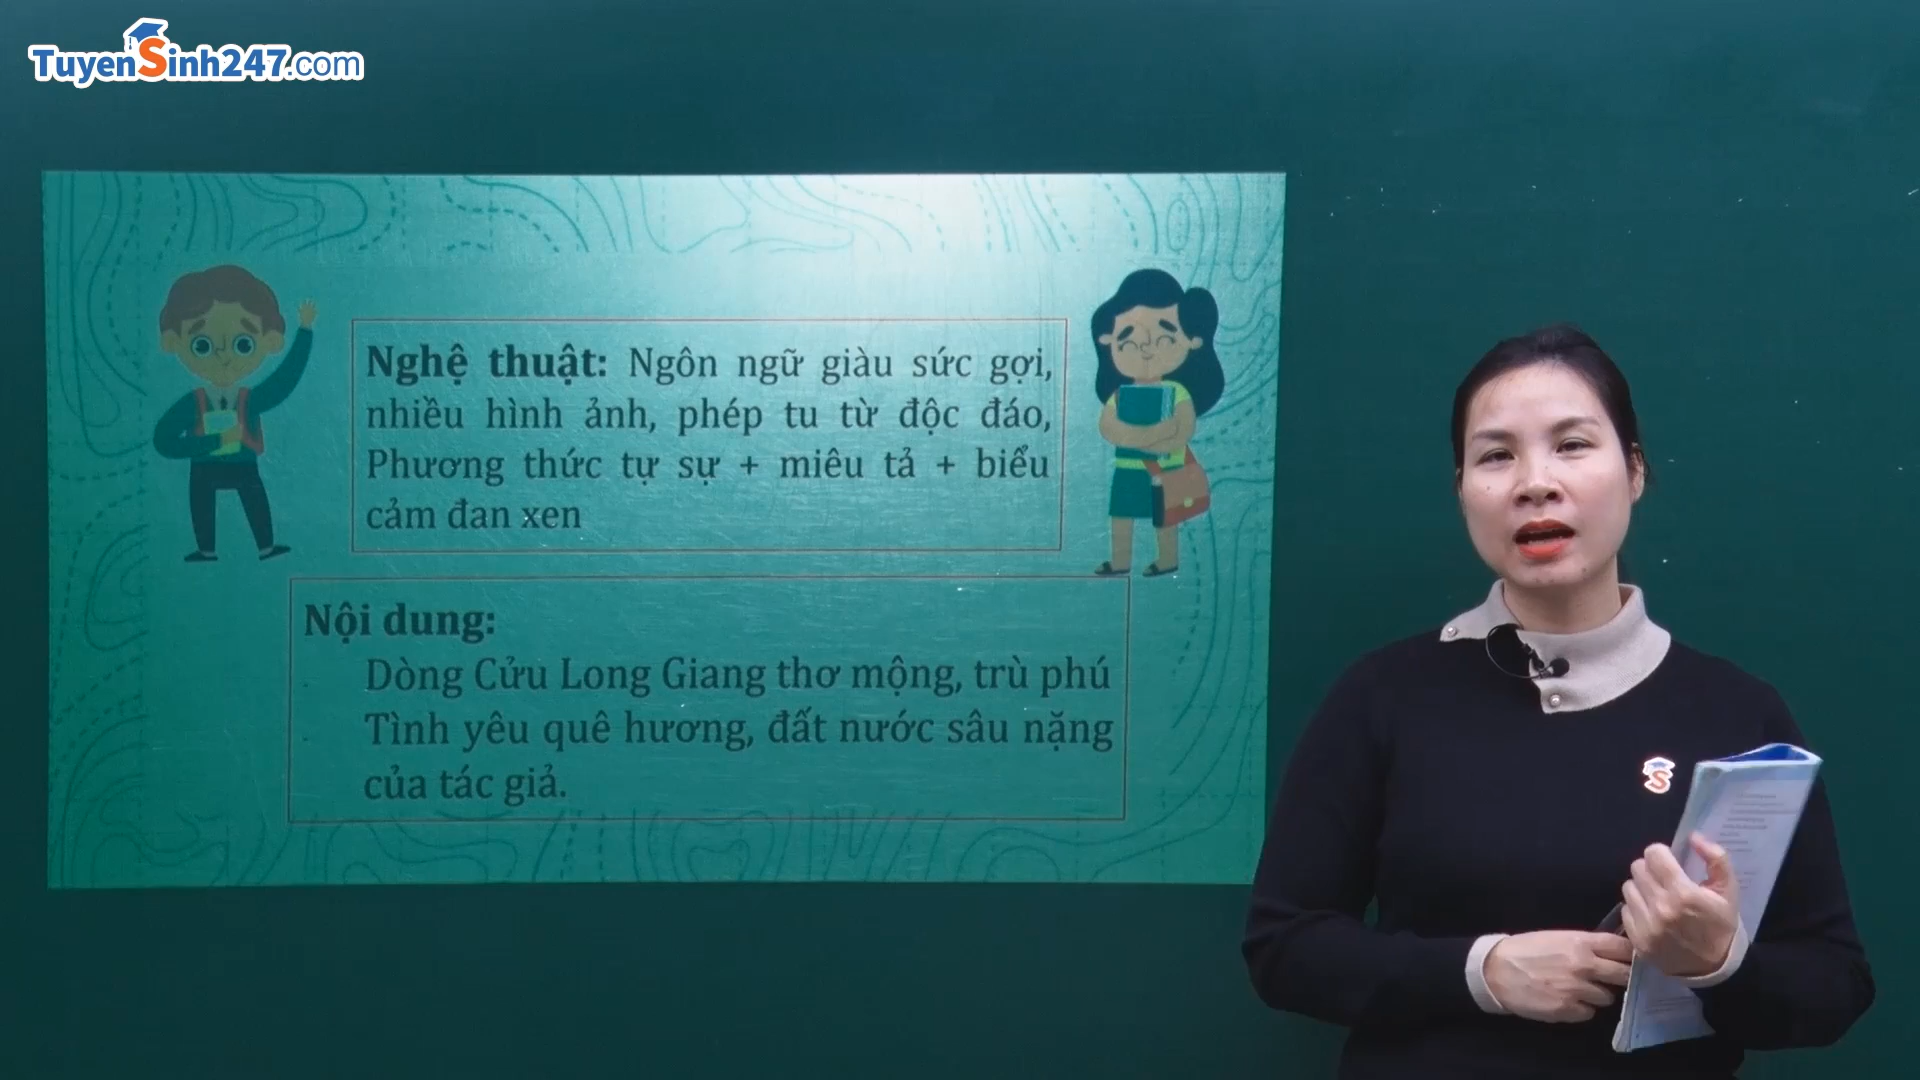 TuyenSinh247.com
Nghệ thuật: Ngôn ngữ giàu sức gợi,
nhiều hình ảnh, phép tu từ độc đáo,
Phương thức tự sự + miêu tả + biểu
cảm đan xen
Nội dung:
Dòng Cửu Long Giang thơ mộng, trù phú
Tình yêu quê hương, đất nước sâu nặng
của tác giả.
S